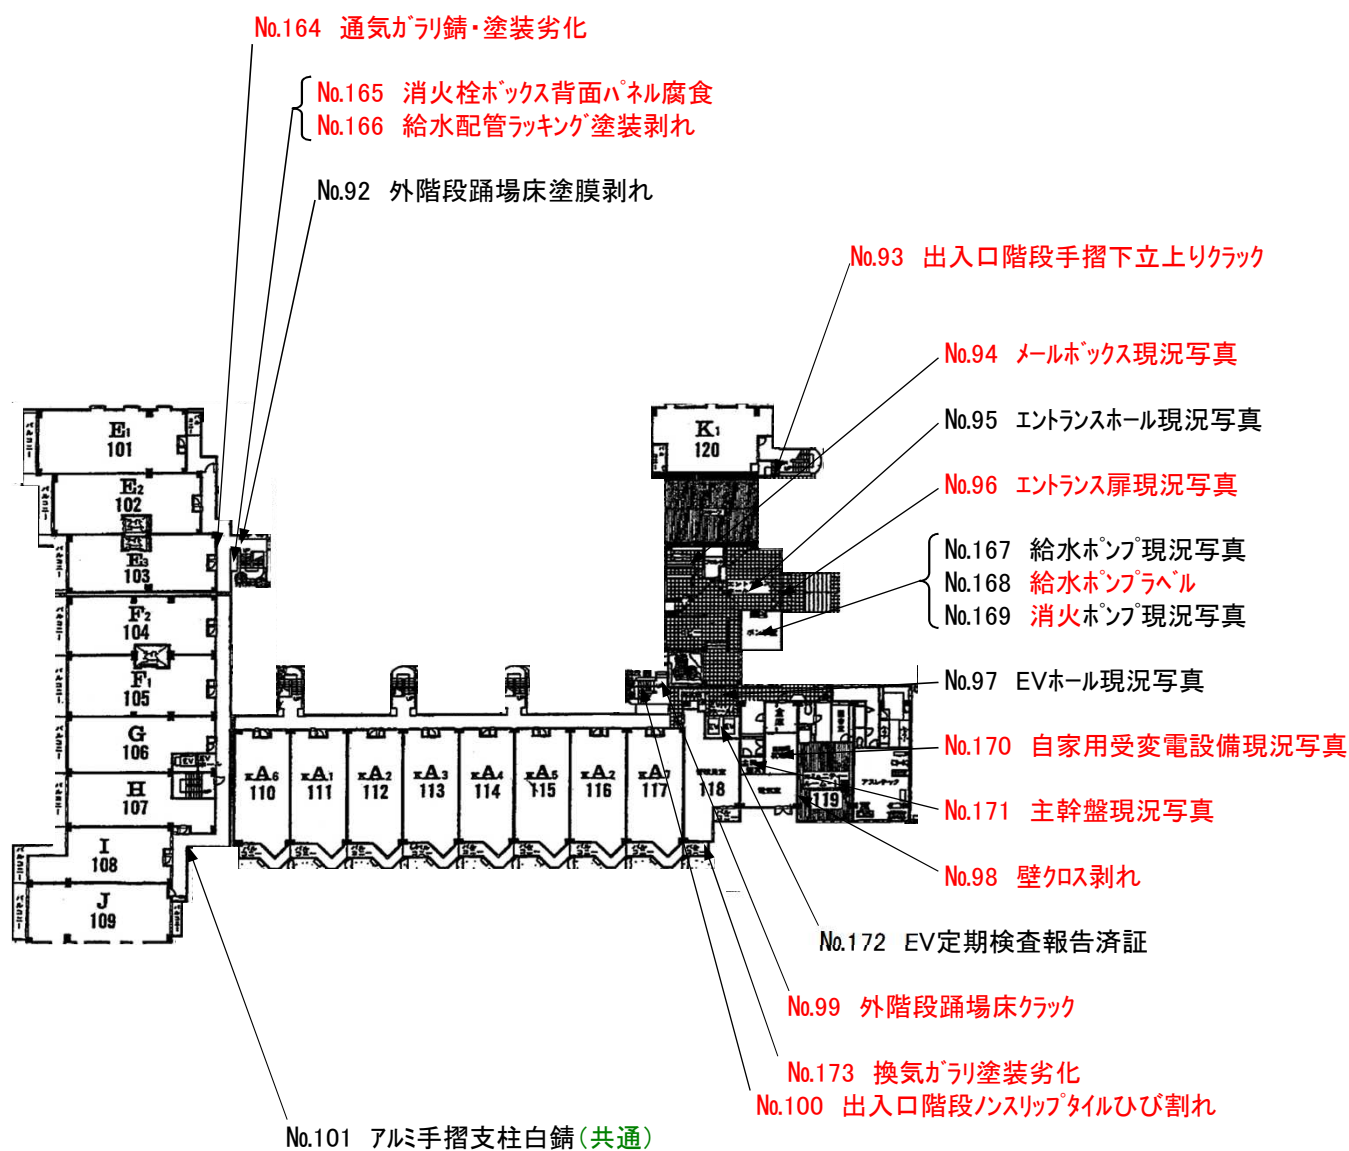 No.164 通気ガラリ錆・塗装劣化
No.165 消火栓ボックス背面パネル腐食
No.166 給水配管ラッキング塗装剥れ
No.92 外階段踊場床塗膜剥れ
No.93 出入口階段手摺下立上りクラック
No.94 メールボックス現況写真
No.95 エントランスホール現況写真
No.96 エントランス扉現況写真
No.167 給水ポンプ現況写真
No.168 給水ポンプラベル
No.169 消火ポンプ現況写真
No.97 EVホール現況写真
No.170 自家用受変電設備現況写真
No.171 主幹盤現況写真
No.98 壁クロス剥れ
No.172 EV定期検査報告済証
No.99 外階段踊場床クラック
No.173 換気ガラリ塗装劣化
No.100 出入口階段ノンスリップタイルひび割れ
No.101 アルミ手摺支柱白錆(共通)
E1
101
E2
102
E3
103
F2
104
F1
105
G
106
H
107
I
108
J
109
A6
110
A1
111
A2
112
A3
113
A4
114
A5
115
A2
116
A7
117
118
119
K1
120
バルコニー
アスレチック